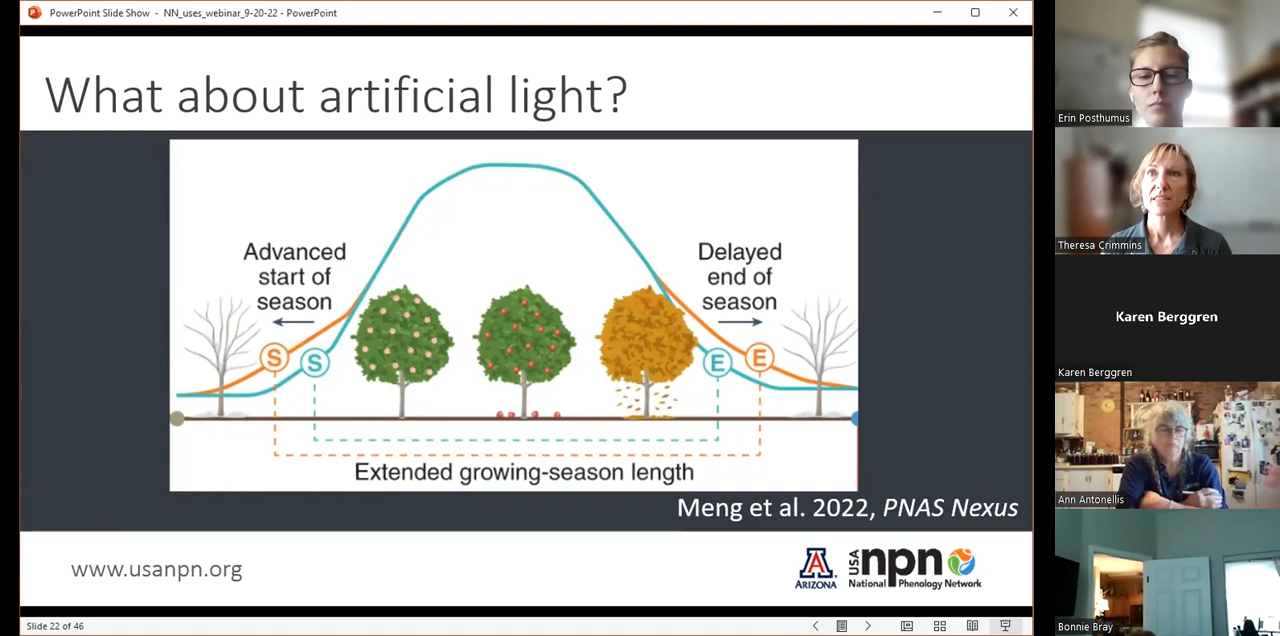 PowerPoint Slide Show - NN_uses_webinar_9-20-22 - PowerPoint
What about artificial light?
Advanced
start of
season
Delayed
end of
season
S
S
E
E
Extended growing-season length
Meng et al. 2022, PNAS Nexus
www.usanpn.org
A
ARIZONA
USA
npn
National Phenology Network
Slide 22 of 46
Erin Posthumus
Theresa Crimmins
Karen Berggren
Karen Berggren
Ann Antonellis
Bonnie Bray